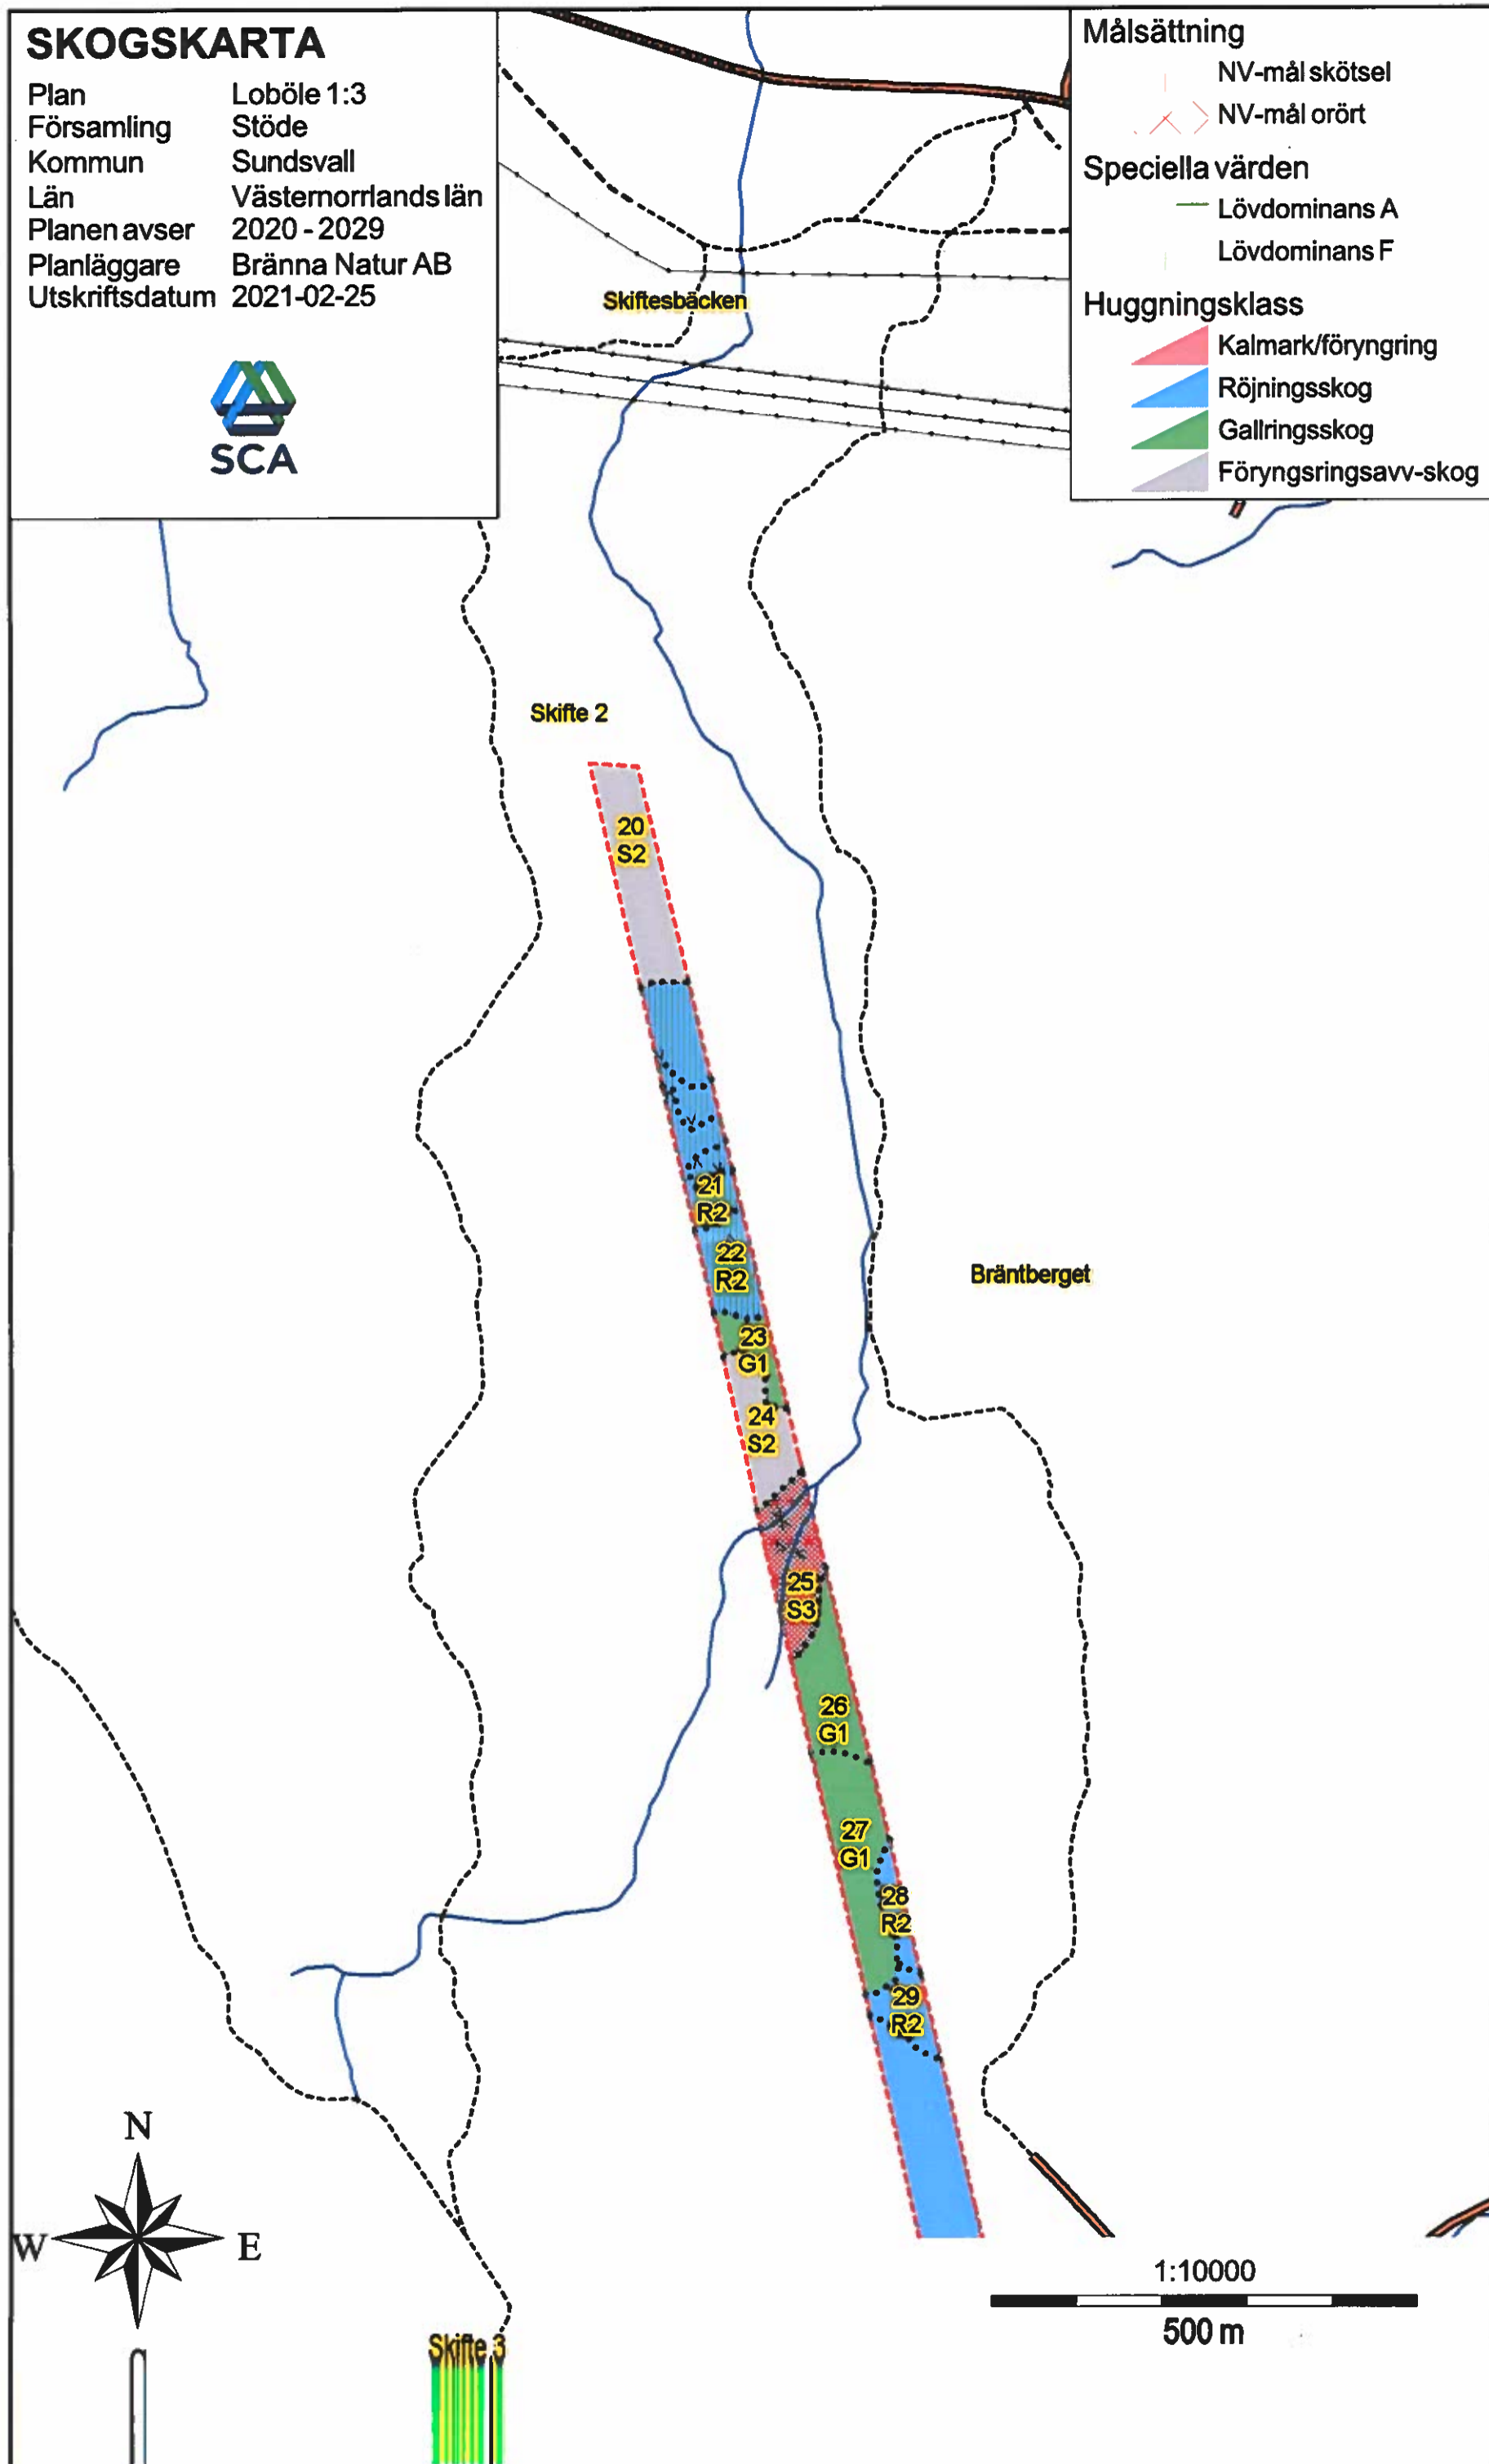 SKOGSKARTA
Plan Loböle 1:3
Församling Stöde
Kommun Sundsvall
Län Västernorrlands län
Planen avser 2020 - 2029
Planläggare Bränna Natur AB
Utskriftsdatum 2021-02-25
SCA
Målsättning
NV-mål skötsel
NV-mål orört
Speciella värden
Lövdominans A
Lövdominans F
Huggningsklass
Kalmark/föryngring
Röjningsskog
Gallringsskog
Föryngsringsavv-skog
Skiftesbäcken
Skifte 2
20
S2
21
R2
22
R2
Bräntberget
23
G1
24
S2
25
S3
26
G1
27
G1
28
R2
29
R2
N
W E
1:10000
500 m
Skifte 3